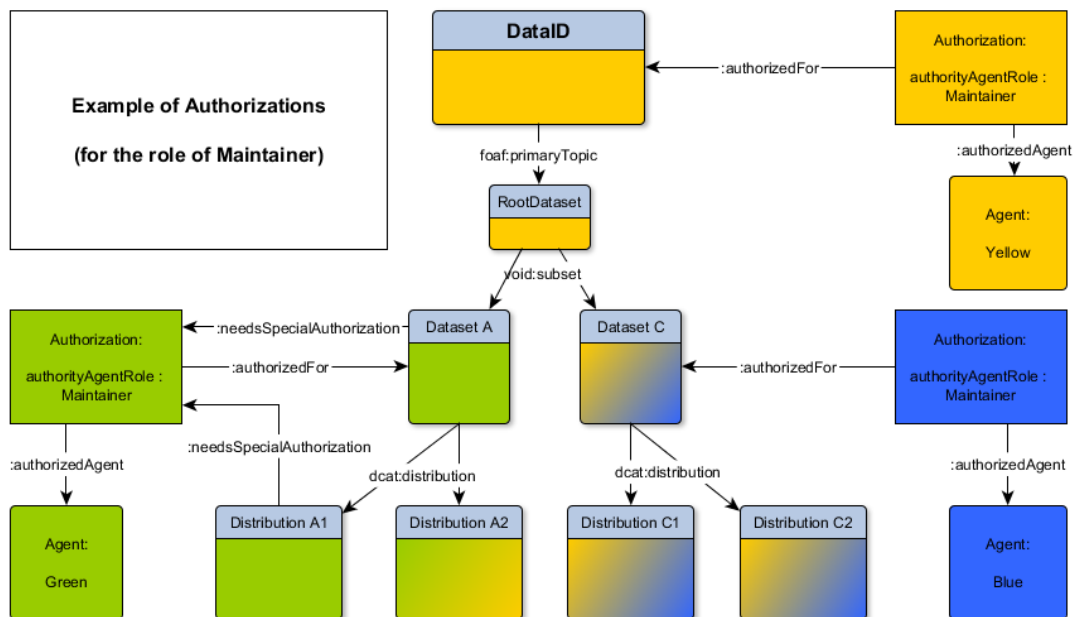 Example of Authorizations
(for the role of Maintainer)
DataID
:authorizedFor
Authorization:
authorityAgentRole :
Maintainer
foaf:primaryTopic
:authorizedAgent
RootDataset
Agent:
Yellow
void:subset
Authorization:
authorityAgentRole :
Maintainer
:needsSpecialAuthorization
:authorizedFor
Dataset A
Dataset C
:authorizedFor
Authorization:
authorityAgentRole :
Maintainer
:needsSpecialAuthorization
:authorizedAgent
dcat:distribution
dcat:distribution
:authorizedAgent
Agent:
Green
Distribution A1
Distribution A2
Distribution C1
Distribution C2
Agent:
Blue